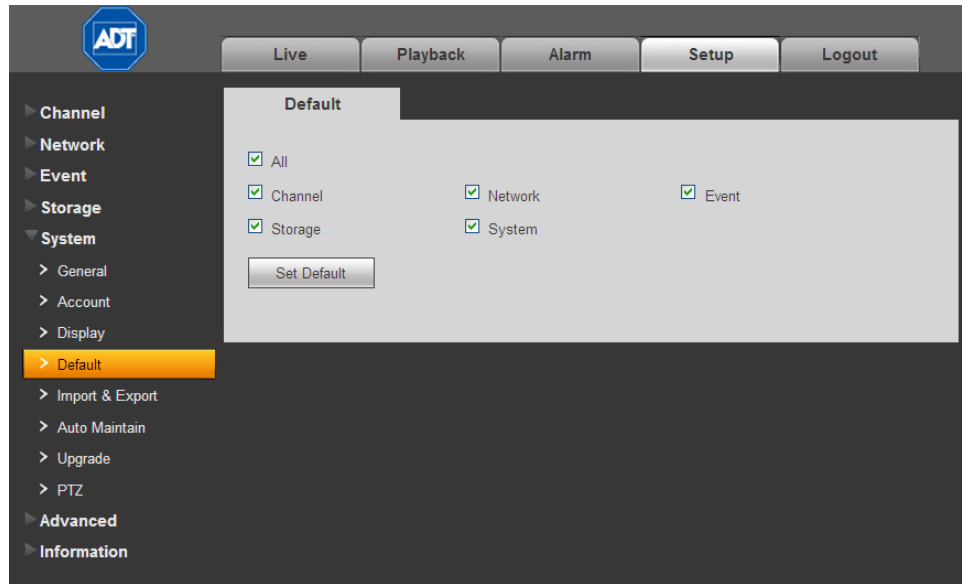 ADT
Live Playback Alarm Setup Logout
Channel
Network
Event
Storage
System
> General
> Account
> Display
> Default
> Import & Export
> Auto Maintain
> Upgrade
> PTZ
Advanced
Information
Default
All
Channel Network Event
Storage System
Set Default